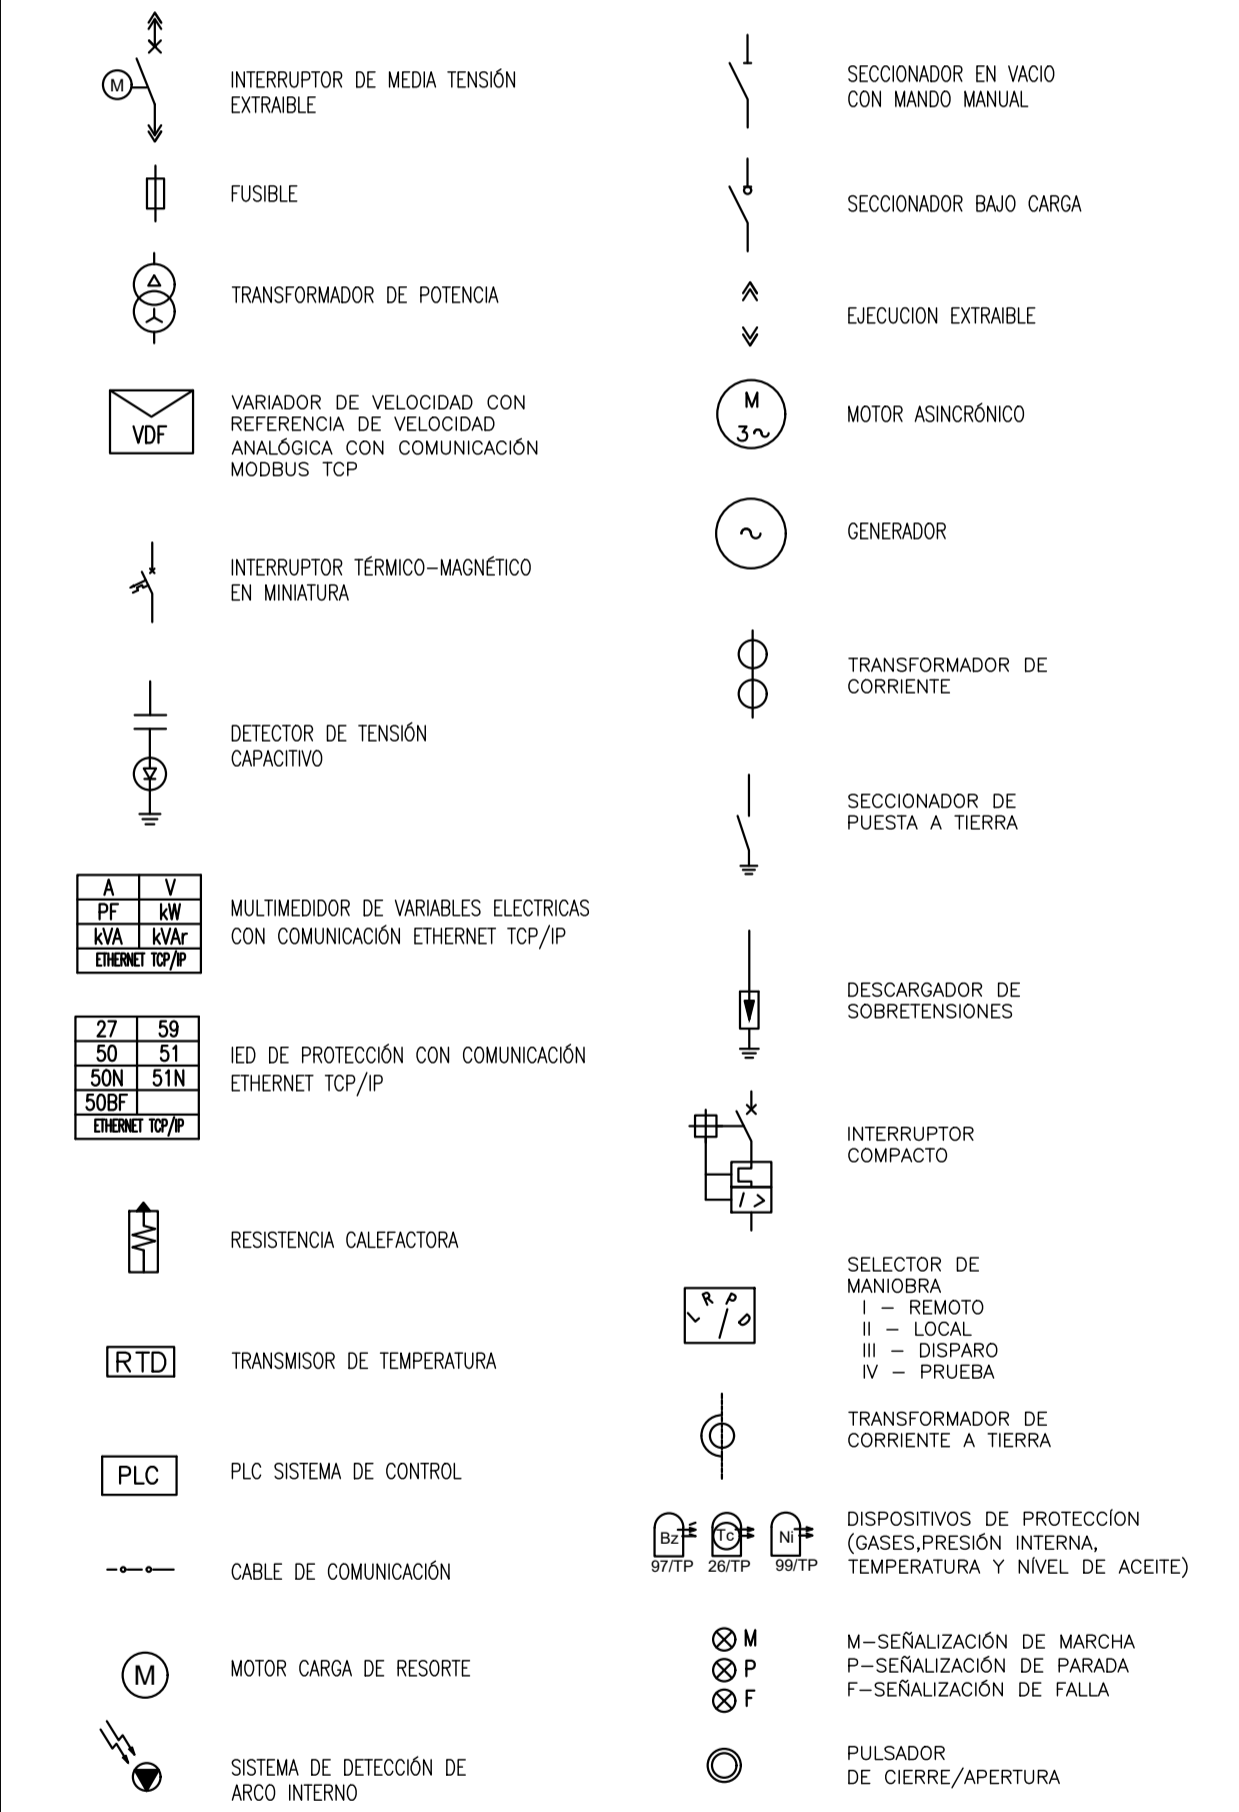 M
INTERRUPTOR DE MEDIA TENSIÓN
EXTRAIBLE
FUSIBLE
TRANSFORMADOR DE POTENCIA
VDF
VARIADOR DE VELOCIDAD CON
REFERENCIA DE VELOCIDAD
ANALÓGICA CON COMUNICACIÓN
MODBUS TCP
INTERRUPTOR TÉRMICO-MAGNÉTICO
EN MINIATURA
DETECTOR DE TENSIÓN
CAPACITIVO
A V
PF kW
kVA kVAr
ETHERNET TCP/IP
MULTIMEDIDOR DE VARIABLES ELECTRICAS
CON COMUNICACIÓN ETHERNET TCP/IP
27 59
50 51
50N 51N
50BF
ETHERNET TCP/IP
IED DE PROTECCIÓN CON COMUNICACIÓN
ETHERNET TCP/IP
RESISTENCIA CALEFACTORA
RTD
TRANSMISOR DE TEMPERATURA
PLC
PLC SISTEMA DE CONTROL
CABLE DE COMUNICACIÓN
M
MOTOR CARGA DE RESORTE
SISTEMA DE DETECCIÓN DE
ARCO INTERNO
SECCIONADOR EN VACIO
CON MANDO MANUAL
SECCIONADOR BAJO CARGA
EJECUCION EXTRAIBLE
M
3~
MOTOR ASINCRÓNICO
~
GENERADOR
TRANSFORMADOR DE
CORRIENTE
SECCIONADOR DE
PUESTA A TIERRA
DESCARGADOR DE
SOBRETENSIONES
I >
INTERRUPTOR
COMPACTO
L R P D
SELECTOR DE
MANIOBRA
I - REMOTO
II - LOCAL
III - DISPARO
IV - PRUEBA
TRANSFORMADOR DE
CORRIENTE A TIERRA
Bz Tc Ni
97/TP 26/TP 99/TP
DISPOSITIVOS DE PROTECCÍON
(GASES,PRESIÓN INTERNA,
TEMPERATURA Y NÍVEL DE ACEITE)
M
P
F
M-SEÑALIZACIÓN DE MARCHA
P-SEÑALIZACIÓN DE PARADA
F-SEÑALIZACIÓN DE FALLA
PULSADOR
DE CIERRE/APERTURA